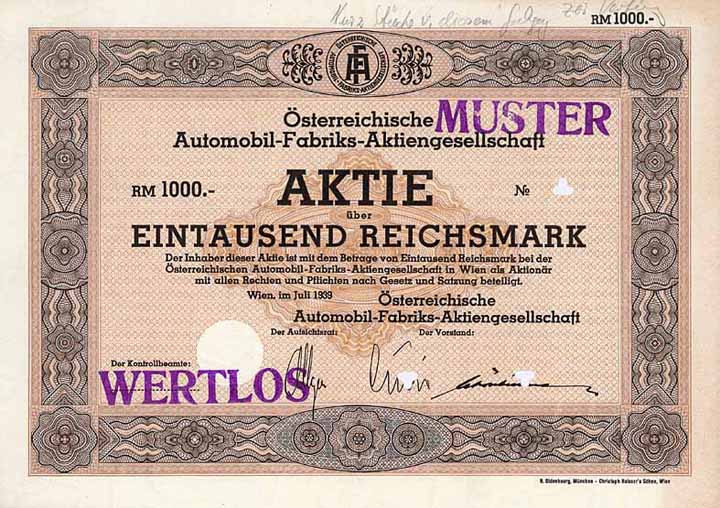 RM 1000.-
Österreichische MUSTER
Automobil-Fabriks-Aktiengesellschaft
RM 1000.- AKTIE №
über
EINTAUSEND REICHSMARK
Der Inhaber dieser Aktie ist mit dem Betrage von Eintausend Reichsmark bei der
Österreichischen Automobil-Fabriks-Aktiengesellschaft in Wien als Aktionär
mit allen Rechten und Pflichten nach Gesetz und Satzung beteiligt.
Wien, im Juli 1939
Österreichische
Automobil-Fabriks-Aktiengesellschaft
Der Aufsichtsrat: Der Vorstand:
Der Kontrollbeamte:
WERTLOS
R. Oldenbourg, München - Christoph Reisser's Söhne, Wien